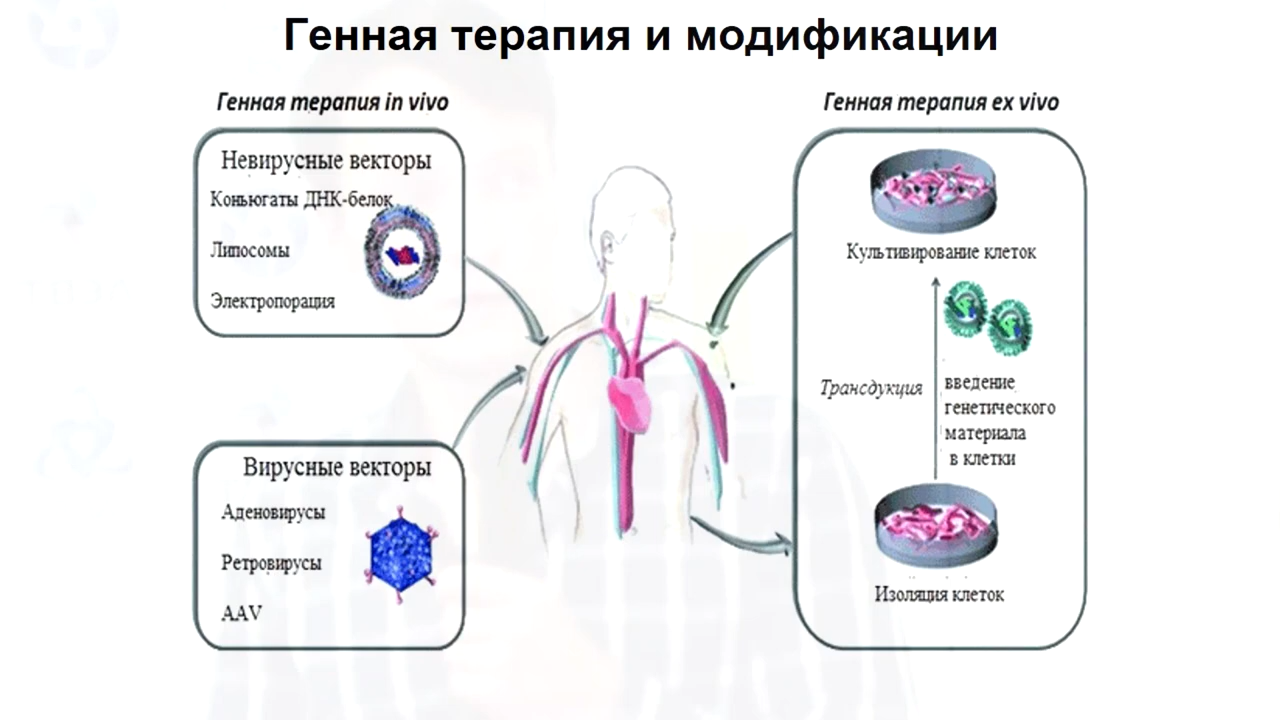 Генная терапия и модификации
Генная терапия in vivo
Невирусные векторы
Коньюгаты ДНК-белок
Липосомы
Электропорация
Вирусные векторы
Аденовирусы
Ретровирусы
AAV
Генная терапия ex vivo
Культивирование клеток
Трансдукция
введение
генетического
материала
в клетки
Изоляция клеток